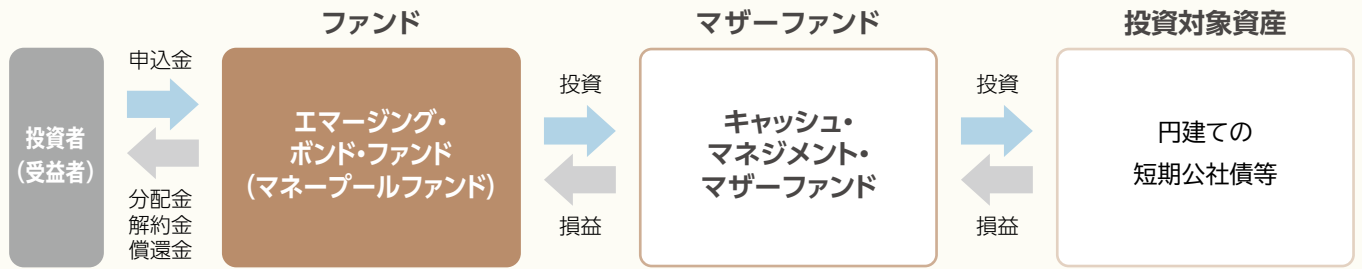 ファンド
マザーファンド
投資対象資産
投資者
(受益者)
申込金
分配金
解約金
償還金
エマージング・
ボンド・ファンド
(マネープールファンド)
投資
損益
キャッシュ・
マネジメント・
マザーファンド
投資
損益
円建ての
短期公社債等